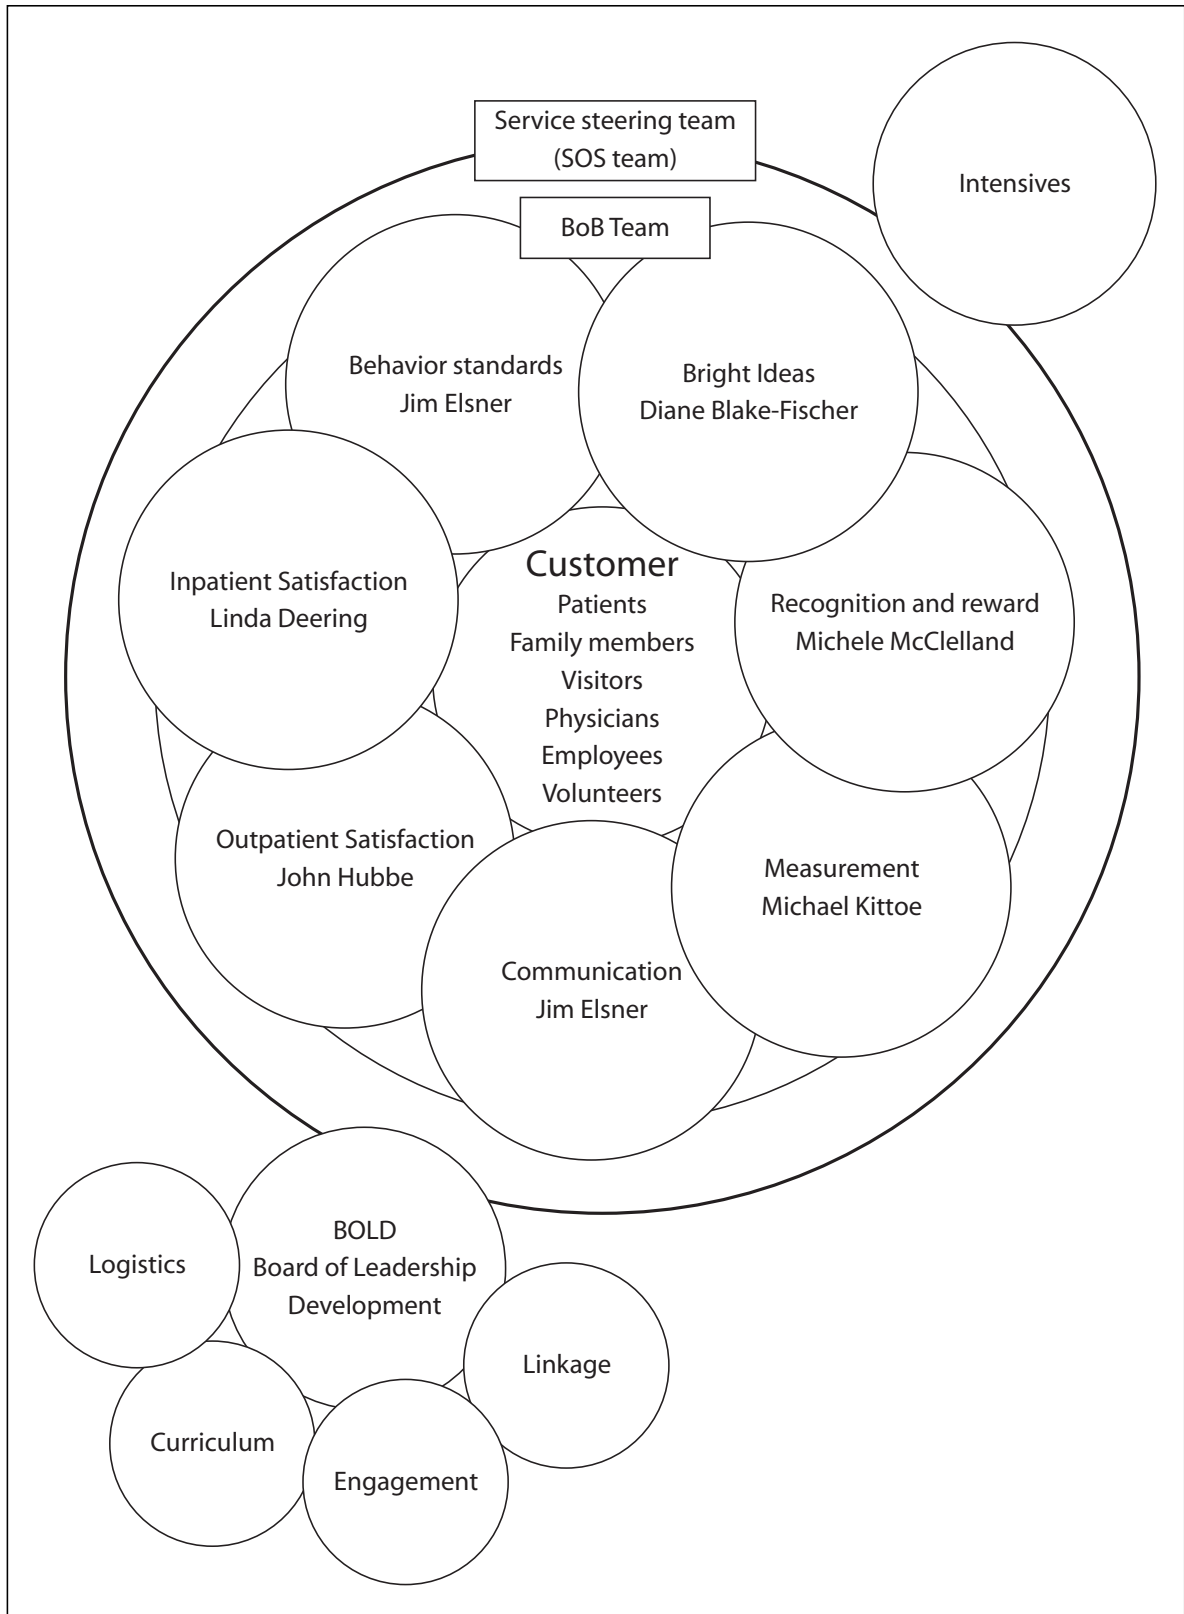 Service steering team
(SOS team)
Intensives
BoB Team
Behavior standards
Jim Elsner
Bright Ideas
Diane Blake-Fischer
Inpatient Satisfaction
Linda Deering
Customer
Patients
Family members
Visitors
Physicians
Employees
Volunteers
Recognition and reward
Michele McClelland
Outpatient Satisfaction
John Hubbe
Measurement
Michael Kittoe
Communication
Jim Elsner
BOLD
Board of Leadership
Development
Logistics
Linkage
Curriculum
Engagement